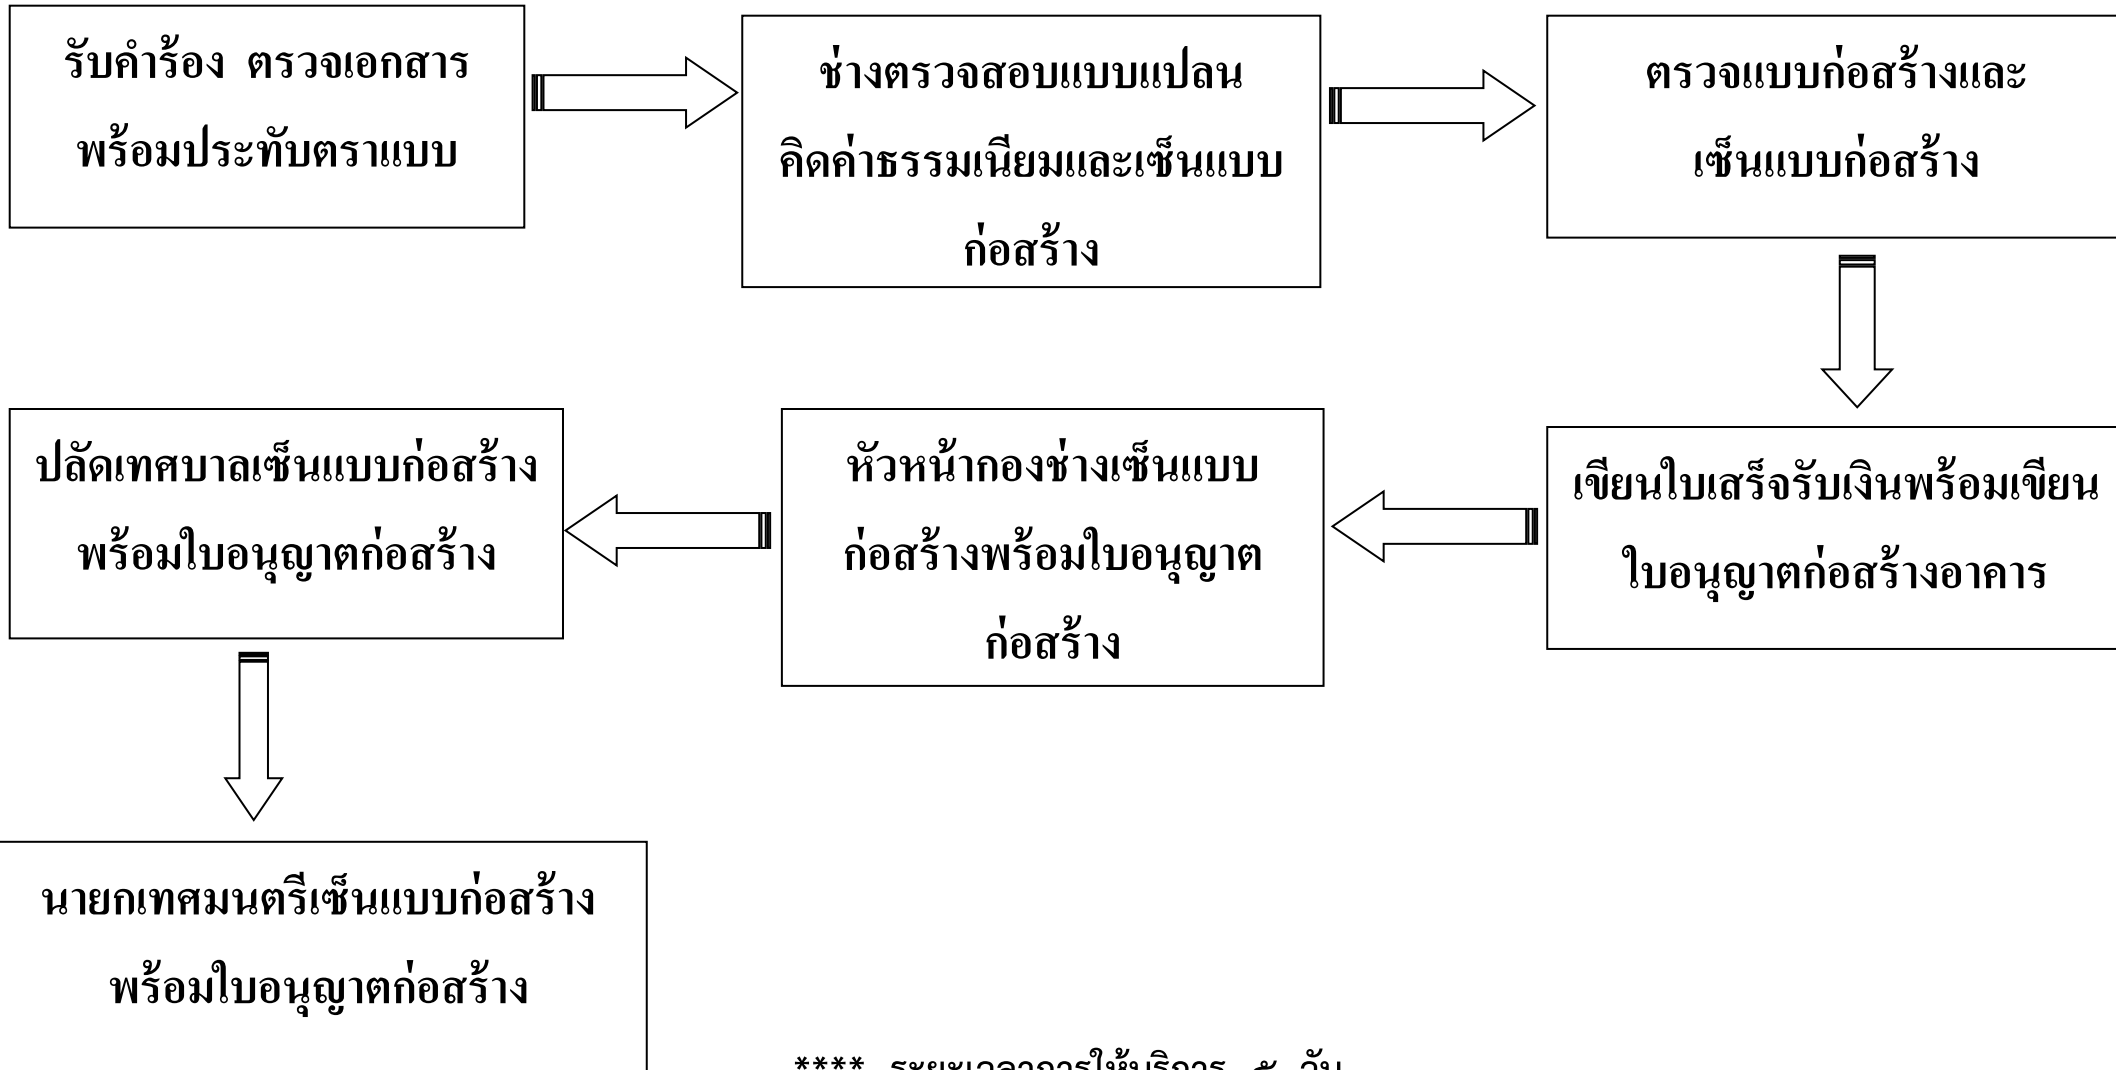 รับคำร้อง ตรวจเอกสาร
พร้อมประทับตราแบบ
ช่างตรวจสอบแบบแปลน
คิดค่าธรรมเนียมและเซ็นแบบ
ก่อสร้าง
ตรวจแบบก่อสร้างและ
เซ็นแบบก่อสร้าง
เขียนใบเสร็จรับเงินพร้อมเขียน
ใบอนุญาตก่อสร้างอาคาร
หัวหน้ากองช่างเซ็นแบบ
ก่อสร้างพร้อมใบอนุญาต
ก่อสร้าง
ปลัดเทศบาลเซ็นแบบก่อสร้าง
พร้อมใบอนุญาตก่อสร้าง
นายกเทศมนตรีเซ็นแบบก่อสร้าง
พร้อมใบอนุญาตก่อสร้าง
**** ระยะเวลาการให้บริการ วัน